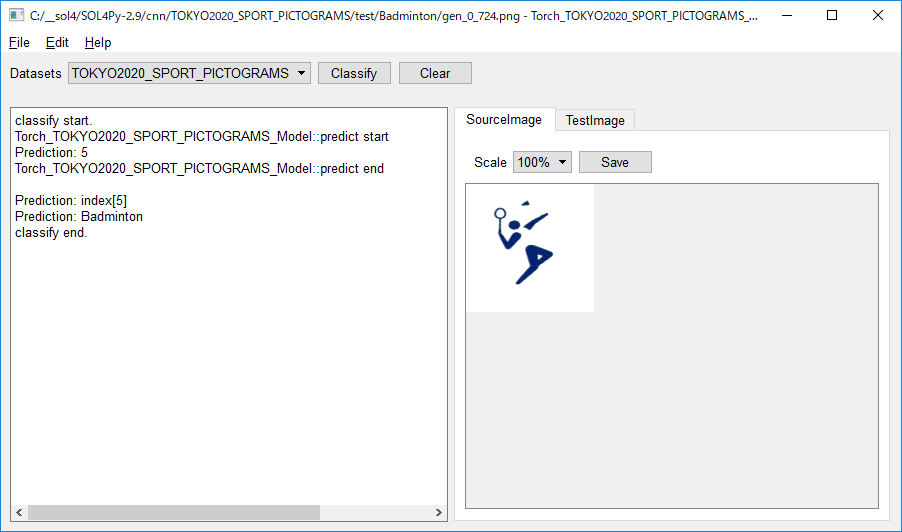 C:/__sol4/SOL4Py-2.9/cnn/TOKYO2020_SPORT_PICTOGRAMS/test/Badminton/gen_0_724.png - Torch_TOKYO2020_SPORT_PICTOGRAMS_...
File Edit Help
Datasets TOKYO2020_SPORT_PICTOGRAMS Classify Clear
classify start.
Torch_TOKYO2020_SPORT_PICTOGRAMS_Model::predict start
Prediction: 5
Torch_TOKYO2020_SPORT_PICTOGRAMS_Model::predict end
Prediction: index[5]
Prediction: Badminton
classify end.
SourceImage TestImage
Scale 100% Save